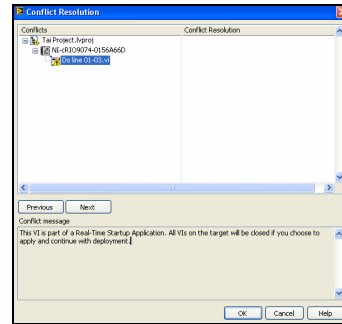 Conflict Resolution
Conflicts
Conflict Resolution
Tai Project.lvproj
NI-cRIO9074-0156A66D
Do line 01-03.vi
Previous
Next
Conflict message
This VI is part of a Real-Time Startup Application. All VIs on the target will be closed if you choose to
apply and continue with deployment.
OK
Cancel
Help